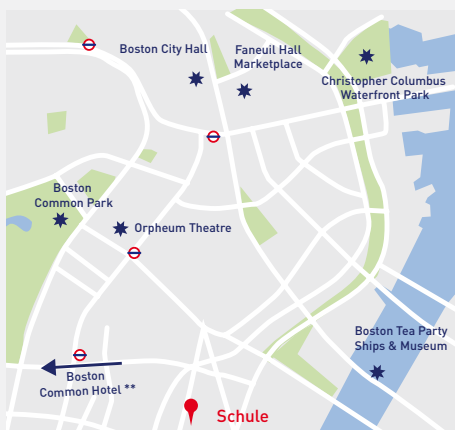 Boston City Hall
Faneuil Hall
Marketplace
Christopher Columbus
Waterfront Park
Boston
Common Park
Orpheum Theatre
Boston Tea Party
Ships & Museum
Boston
Common Hotel **
Schule